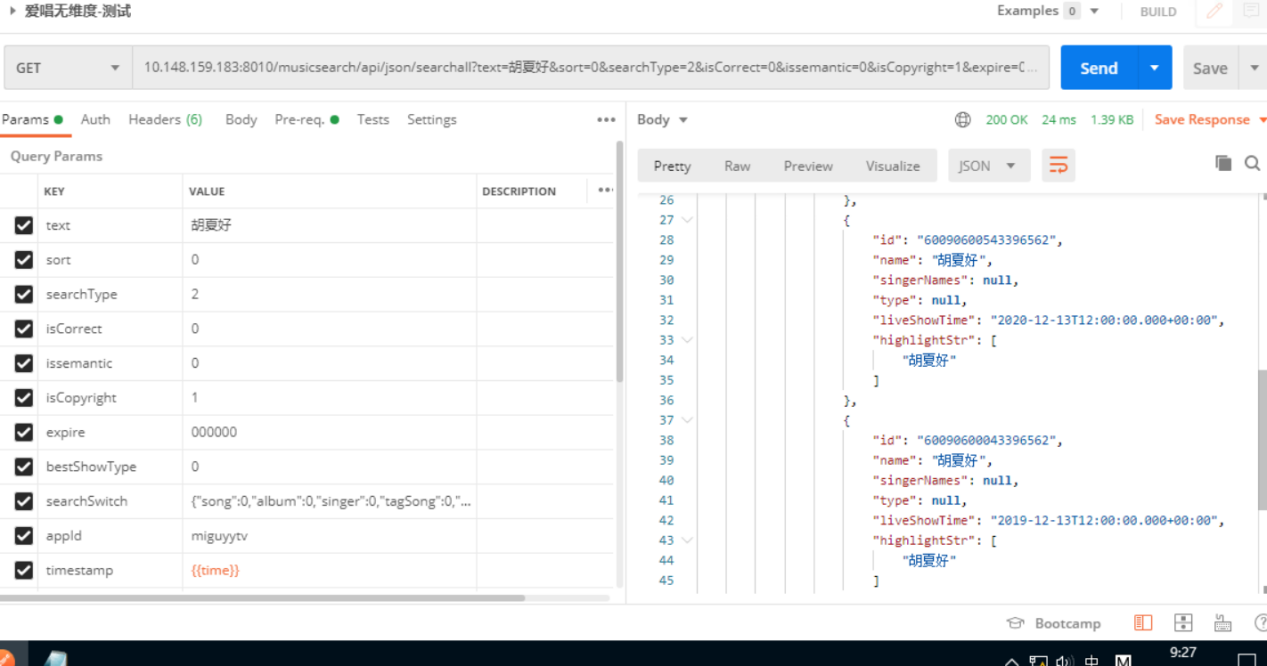 爱唱无维度-测试
Examples 0 BUILD
GET 10.148.159.183:8010/musicsearch/api/json/searchall?text=胡夏好&sort=0&searchType=2&isCorrect=0&issemantic=0&isCopyright=1&expire=0... Send Save
Params Auth Headers (6) Body Pre-req. Tests Settings
Body 200 OK 24 ms 1.39 KB Save Response
Query Params
Pretty Raw Preview Visualize JSON
KEY VALUE DESCRIPTION
text 胡夏好
sort 0
searchType 2
isCorrect 0
issemantic 0
isCopyright 1
expire 000000
bestShowType 0
searchSwitch {"song":0,"album":0,"singer":0,"tagSong":0,"...
appId miguyytv
timestamp {{time}}
26 },
27 {
28 "id": "60090600543396562",
29 "name": "胡夏好",
30 "singerNames": null,
31 "type": null,
32 "liveShowTime": "2020-12-13T12:00:00.000+00:00",
33 "highlightStr": [
34 "胡夏好"
35 ]
36 },
37 {
38 "id": "60090600043396562",
39 "name": "胡夏好",
40 "singerNames": null,
41 "type": null,
42 "liveShowTime": "2019-12-13T12:00:00.000+00:00",
43 "highlightStr": [
44 "胡夏好"
45 ]
Bootcamp
中 M 9:27